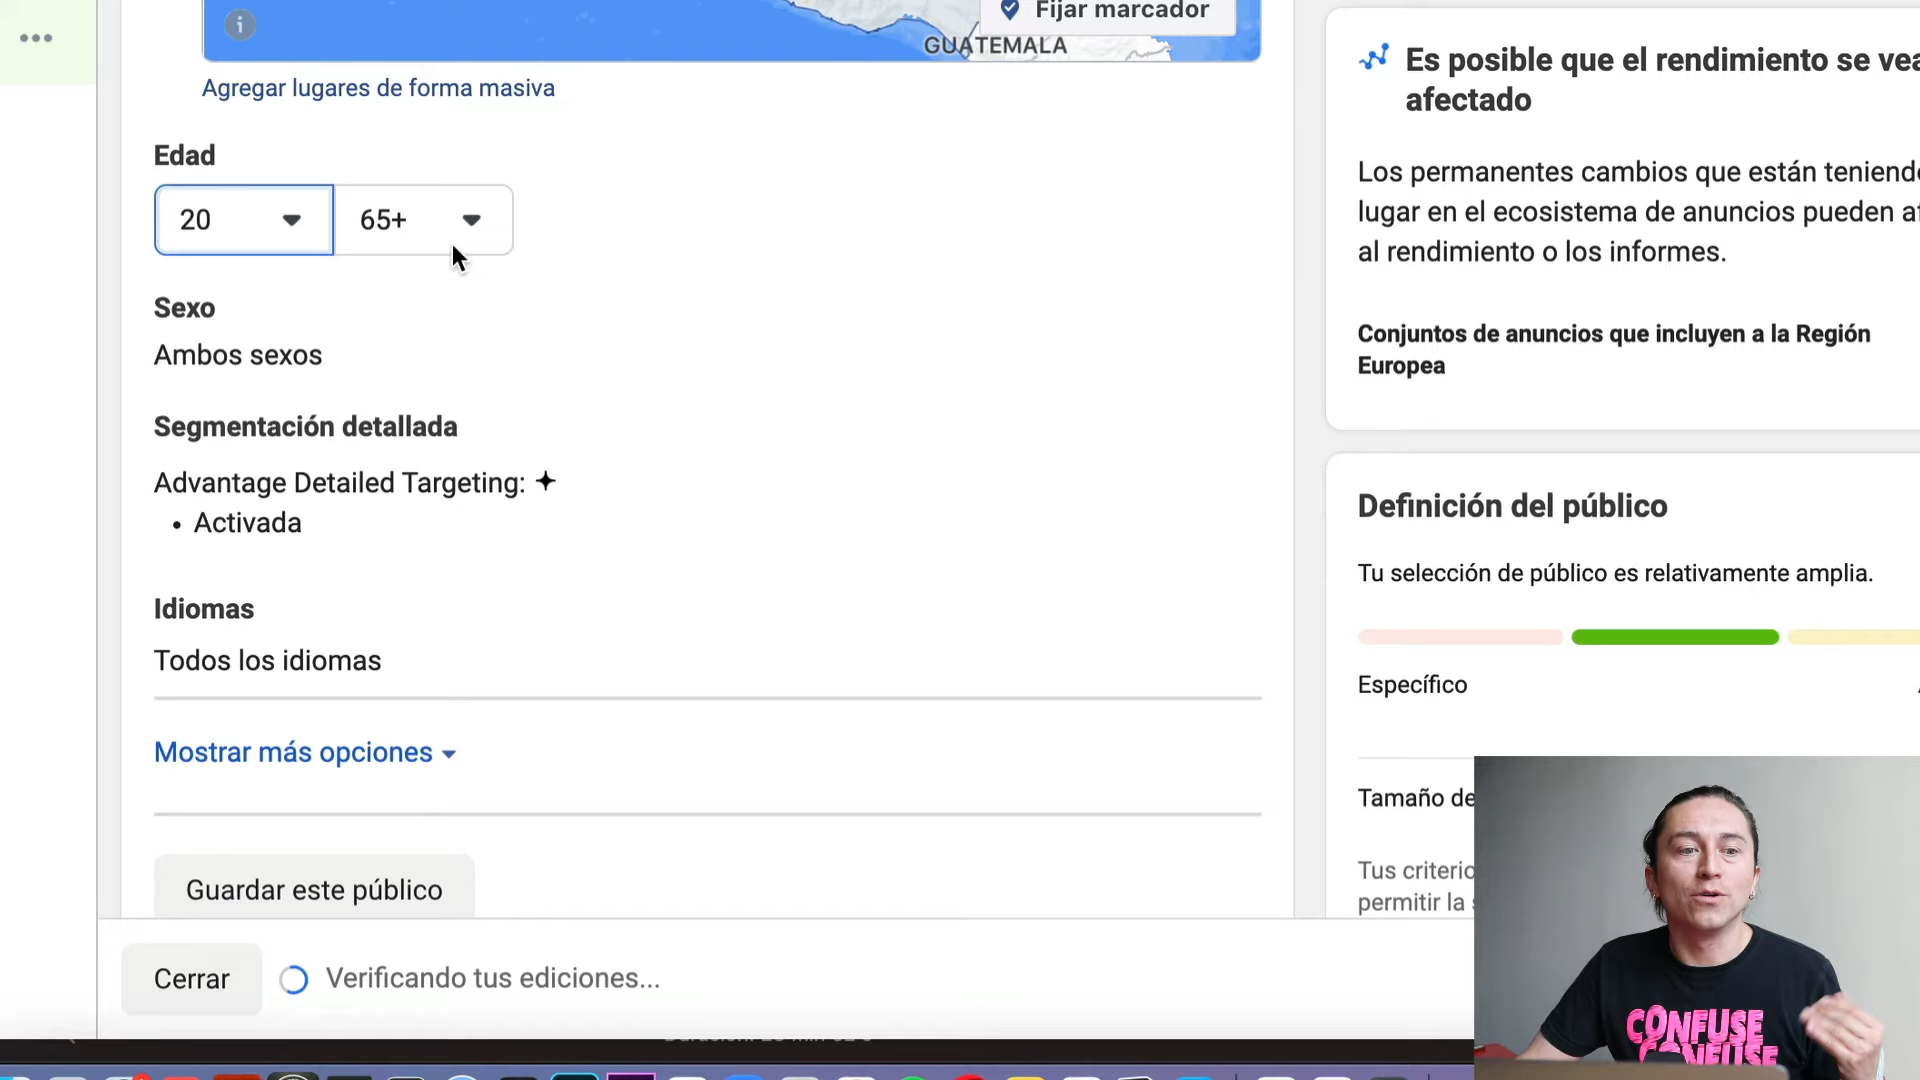 Fijar marcador
GUATEMALA
Agregar lugares de forma masiva
Edad
20
65+
Sexo
Ambos sexos
Segmentación detallada
Advantage Detailed Targeting:
• Activada
Idiomas
Todos los idiomas
Mostrar más opciones
Guardar este público
Cerrar
Verificando tus ediciones...
Es posible que el rendimiento se vea
afectado
Los permanentes cambios que están teniend
lugar en el ecosistema de anuncios pueden
al rendimiento o los informes.
Conjuntos de anuncios que incluyen a la Región
Europea
Definición del público
Tu selección de público es relativamente amplia.
Específico
Tamaño de
Tus criterio
permitir la
CONFUSE
CONFUSE